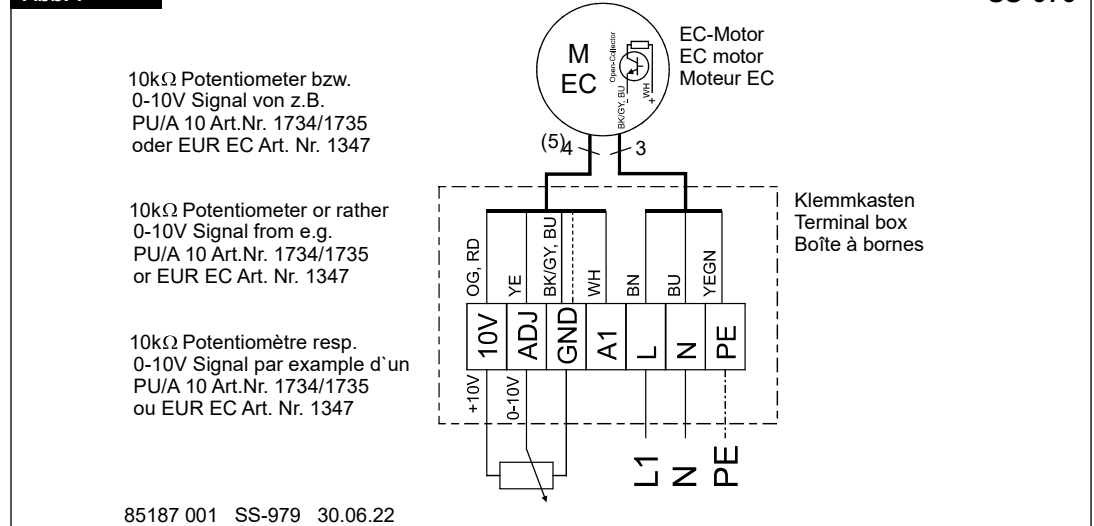 10kΩ Potentiometer bzw.
0-10V Signal von z.B.
PU/A 10 Art.Nr. 1734/1735
oder EUR EC Art. Nr. 1347
10kΩ Potentiometer or rather
0-10V Signal from e.g.
PU/A 10 Art.Nr. 1734/1735
or EUR EC Art. Nr. 1347
10kΩ Potentiomètre resp.
0-10V Signal par example d`un
PU/A 10 Art.Nr. 1734/1735
ou EUR EC Art. Nr. 1347
M
EC
Open-Collector
BK/GY, BU
-
WH
+
EC-Motor
EC motor
Moteur EC
(5)
4
3
Klemmkasten
Terminal box
Boîte à bornes
OG, RD
YE
BK/GY, BU
WH
BN
BU
YEGN
10V
ADJ
GND
A1
L
N
PE
+10V
0-10V
L1
N
PE
85187 001 SS-979 30.06.22